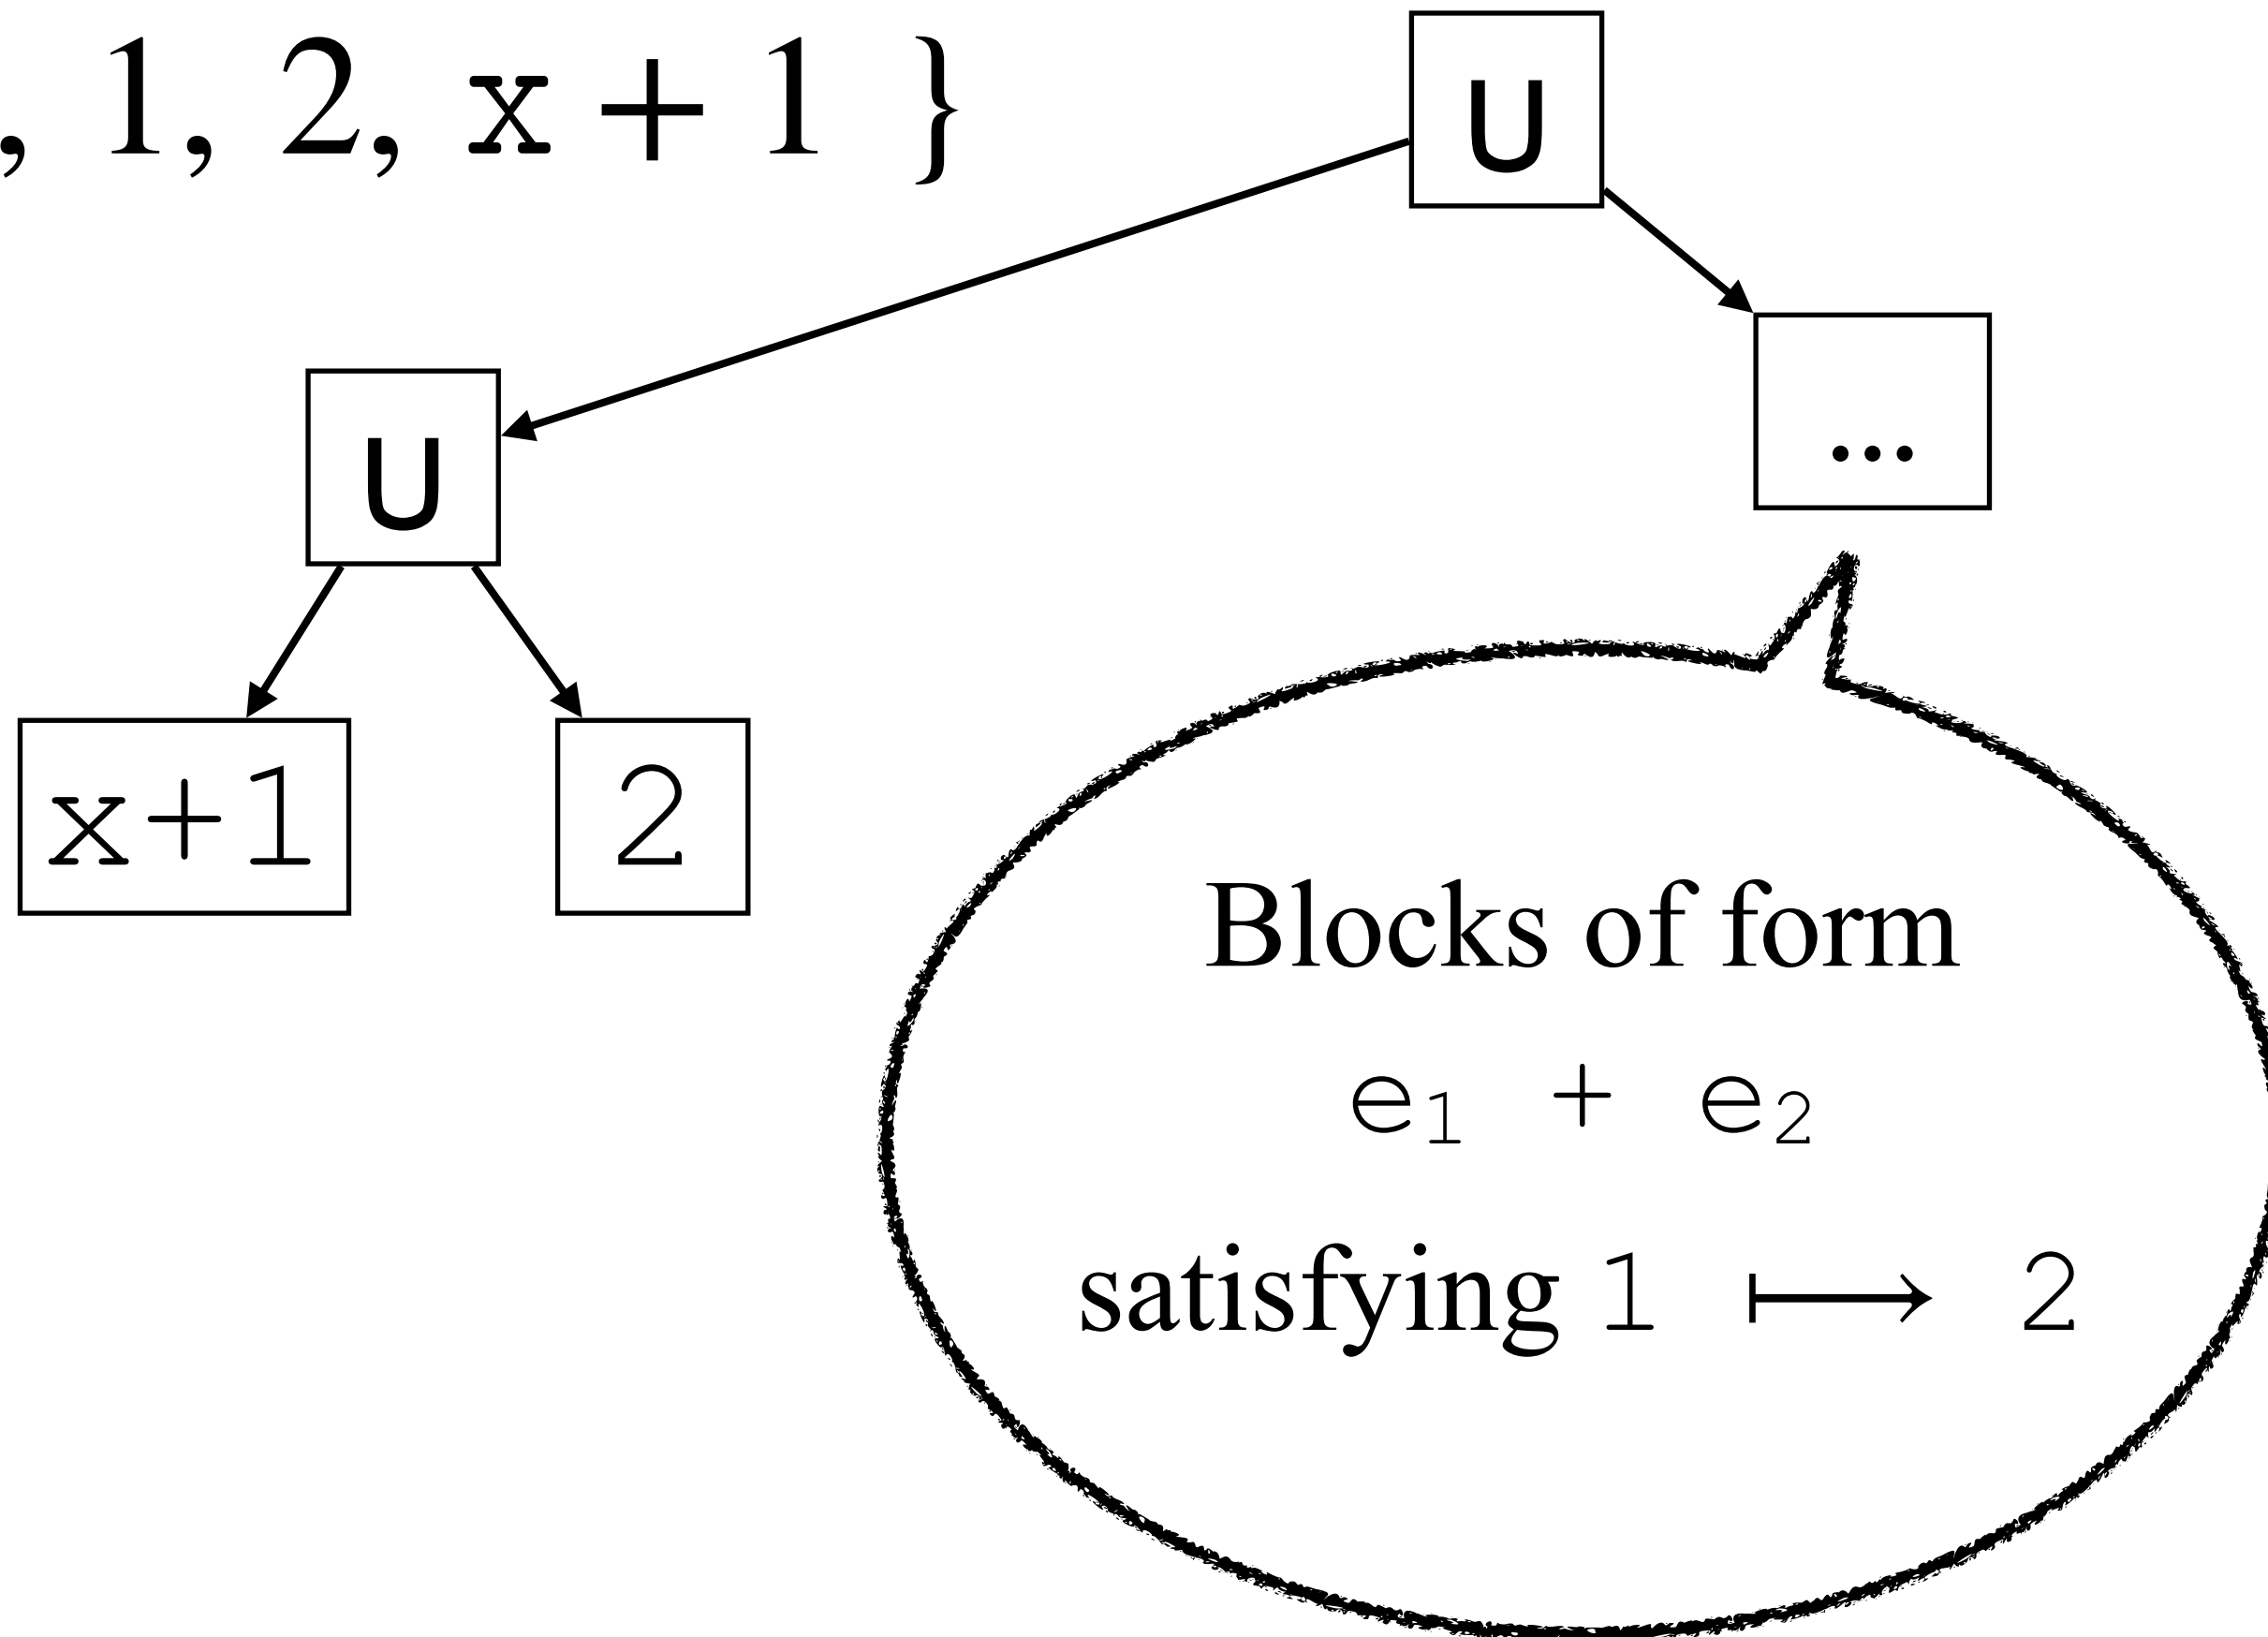 , 1, 2, x + 1 }
U
...
U
x+1
2
Blocks of form
e₁ + e₂
satisfying 1 ⟼ 2